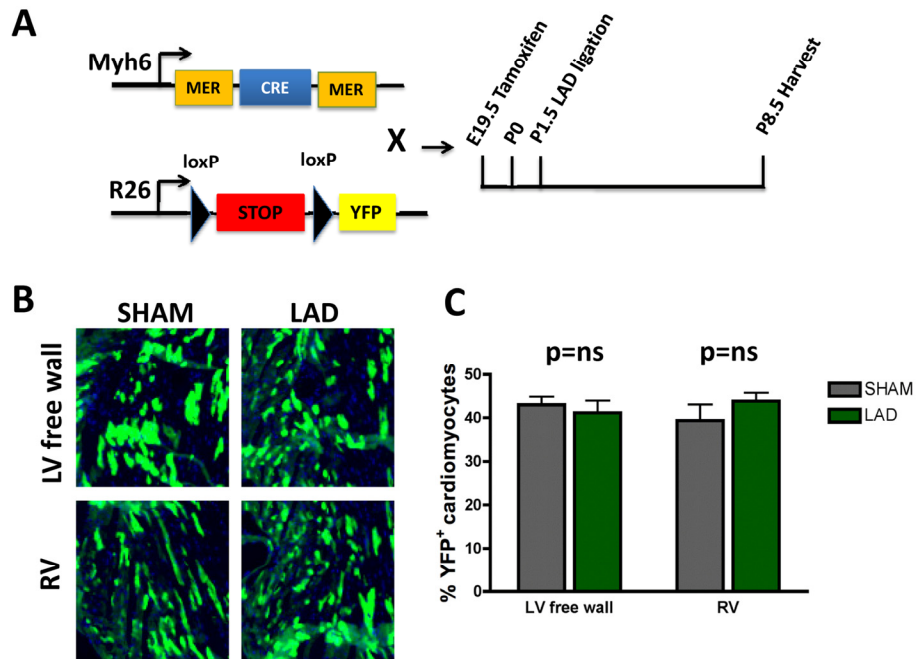 A
Myh6
MER CRE MER
X
E19.5 Tamoxifen
P0
P1.5 LAD ligation
P8.5 Harvest
loxP loxP
R26
STOP YFP
B
SHAM LAD
LV free wall
RV
C
p=ns p=ns
% YFP+ cardiomyocytes
50
40
30
20
10
0
LV free wall RV
SHAM
LAD